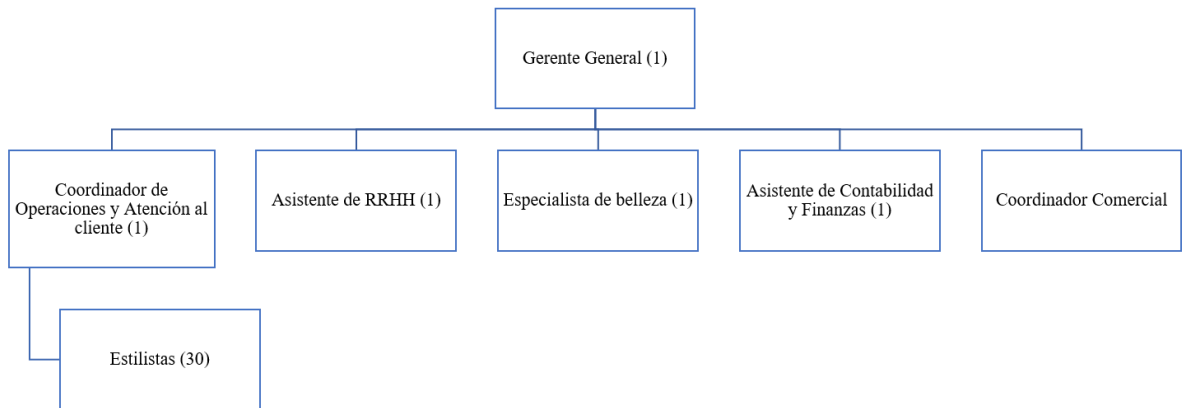 Gerente General (1)
Coordinador de
Operaciones y Atención al
cliente (1)
Asistente de RRHH (1)
Especialista de belleza (1)
Asistente de Contabilidad
y Finanzas (1)
Coordinador Comercial
Estilistas (30)